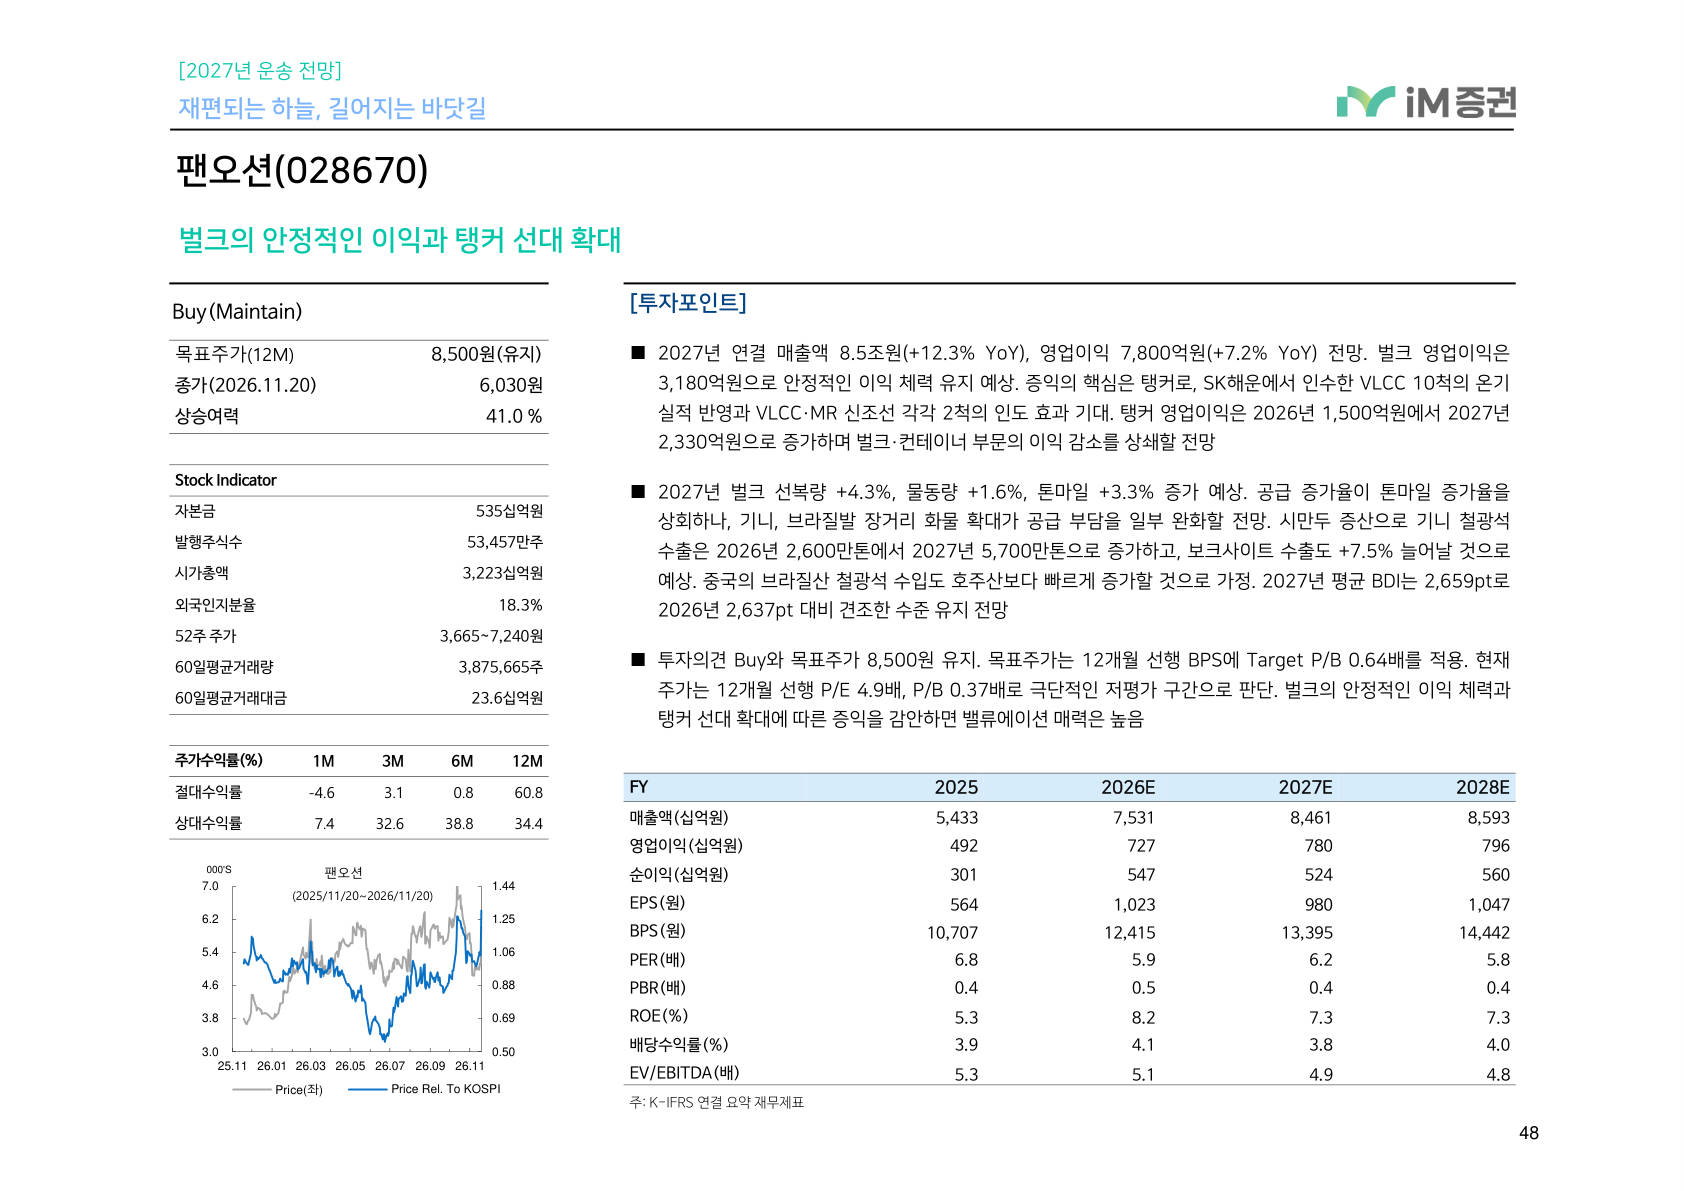 [2027년 운송 전망]
재편되는 하늘, 길어지는 바닷길
iM증권
팬오션(028670)
벌크의 안정적인 이익과 탱커 선대 확대
Buy(Maintain)
목표주가(12M) 8,500원(유지)
종가(2026.11.20) 6,030원
상승여력 41.0 %
Stock Indicator
자본금 535십억원
발행주식수 53,457만주
시가총액 3,223십억원
외국인지분율 18.3%
52주 주가 3,665~7,240원
60일평균거래량 3,875,665주
60일평균거래대금 23.6십억원
주가수익률(%) 1M 3M 6M 12M
절대수익률 -4.6 3.1 0.8 60.8
상대수익률 7.4 32.6 38.8 34.4
000'S 팬오션
(2025/11/20~2026/11/20)
7.0 1.44
6.2 1.25
5.4 1.06
4.6 0.88
3.8 0.69
3.0 0.50
25.11 26.01 26.03 26.05 26.07 26.09 26.11
Price(좌) Price Rel. To KOSPI
[투자포인트]
■ 2027년 연결 매출액 8.5조원(+12.3% YoY), 영업이익 7,800억원(+7.2% YoY) 전망. 벌크 영업이익은
3,180억원으로 안정적인 이익 체력 유지 예상. 증익의 핵심은 탱커로, SK해운에서 인수한 VLCC 10척의 온기
실적 반영과 VLCC·MR 신조선 각각 2척의 인도 효과 기대. 탱커 영업이익은 2026년 1,500억원에서 2027년
2,330억원으로 증가하며 벌크·컨테이너 부문의 이익 감소를 상쇄할 전망
■ 2027년 벌크 선복량 +4.3%, 물동량 +1.6%, 톤마일 +3.3% 증가 예상. 공급 증가율이 톤마일 증가율을
상회하나, 기니, 브라질발 장거리 화물 확대가 공급 부담을 일부 완화할 전망. 시만두 증산으로 기니 철광석
수출은 2026년 2,600만톤에서 2027년 5,700만톤으로 증가하고, 보크사이트 수출도 +7.5% 늘어날 것으로
예상. 중국의 브라질산 철광석 수입도 호주산보다 빠르게 증가할 것으로 가정. 2027년 평균 BDI는 2,659pt로
2026년 2,637pt 대비 견조한 수준 유지 전망
■ 투자의견 Buy와 목표주가 8,500원 유지. 목표주가는 12개월 선행 BPS에 Target P/B 0.64배를 적용. 현재
주가는 12개월 선행 P/E 4.9배, P/B 0.37배로 극단적인 저평가 구간으로 판단. 벌크의 안정적인 이익 체력과
탱커 선대 확대에 따른 증익을 감안하면 밸류에이션 매력은 높음
FY 2025 2026E 2027E 2028E
매출액(십억원) 5,433 7,531 8,461 8,593
영업이익(십억원) 492 727 780 796
순이익(십억원) 301 547 524 560
EPS(원) 564 1,023 980 1,047
BPS(원) 10,707 12,415 13,395 14,442
PER(배) 6.8 5.9 6.2 5.8
PBR(배) 0.4 0.5 0.4 0.4
ROE(%) 5.3 8.2 7.3 7.3
배당수익률(%) 3.9 4.1 3.8 4.0
EV/EBITDA(배) 5.3 5.1 4.9 4.8
주: K-IFRS 연결 요약 재무제표
48